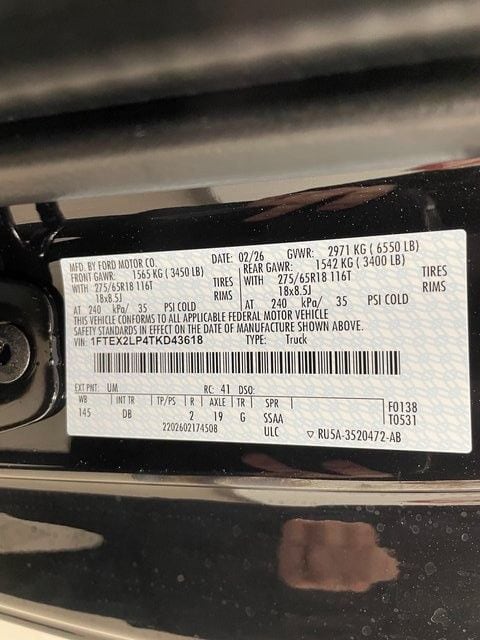 MFD. BY FORD MOTOR CO. DATE: 02/26 GVWR: 2971 KG ( 6550 LB)
FRONT GAWR: 1565 KG ( 3450 LB) REAR GAWR: 1542 KG ( 3400 LB)
WITH 275/65R18 116T TIRES WITH 275/65R18 116T TIRES
18x8.5J RIMS 18x8.5J RIMS
AT 240 kPa/ 35 PSI COLD AT 240 kPa/ 35 PSI COLD
THIS VEHICLE CONFORMS TO ALL APPLICABLE FEDERAL MOTOR VEHICLE
SAFETY STANDARDS IN EFFECT ON THE DATE OF MANUFACTURE SHOWN ABOVE.
VIN: 1FTEX2LP4TKD43618 TYPE: Truck
EXT PNT: UM RC: 41 DSO:
WB INT TR TP/PS R AXLE TR SPR F0138
145 DB 2 19 G SSAA T0531
2202602174508 ULC ▽ RU5A-3520472-AB